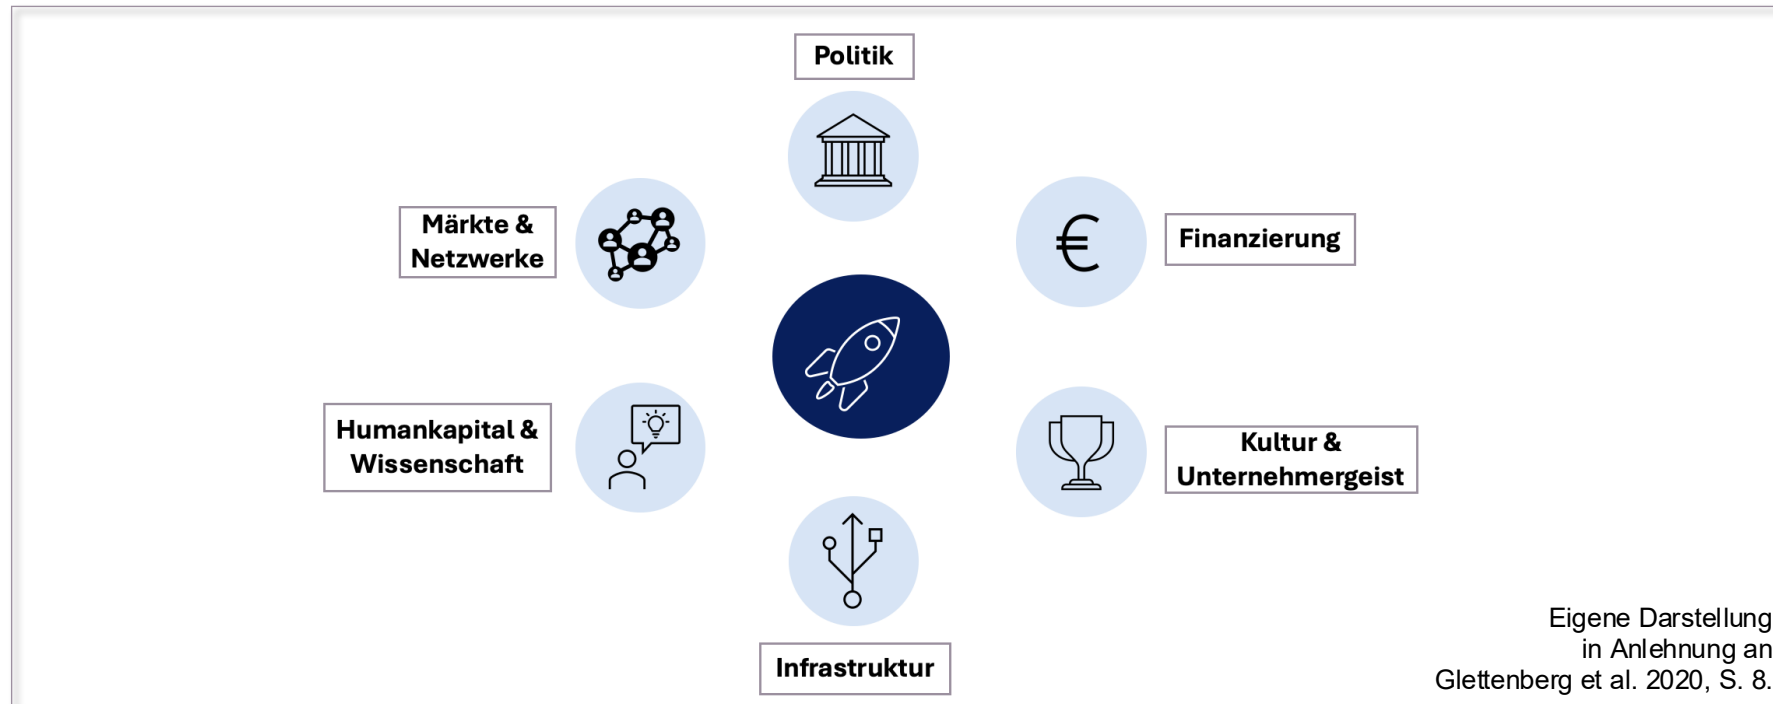 Politik
Märkte &
Netzwerke
€
Finanzierung
Humankapital &
Wissenschaft
Kultur &
Unternehmergeist
Infrastruktur
Eigene Darstellung
in Anlehnung an
Glettenberg et al. 2020, S. 8.